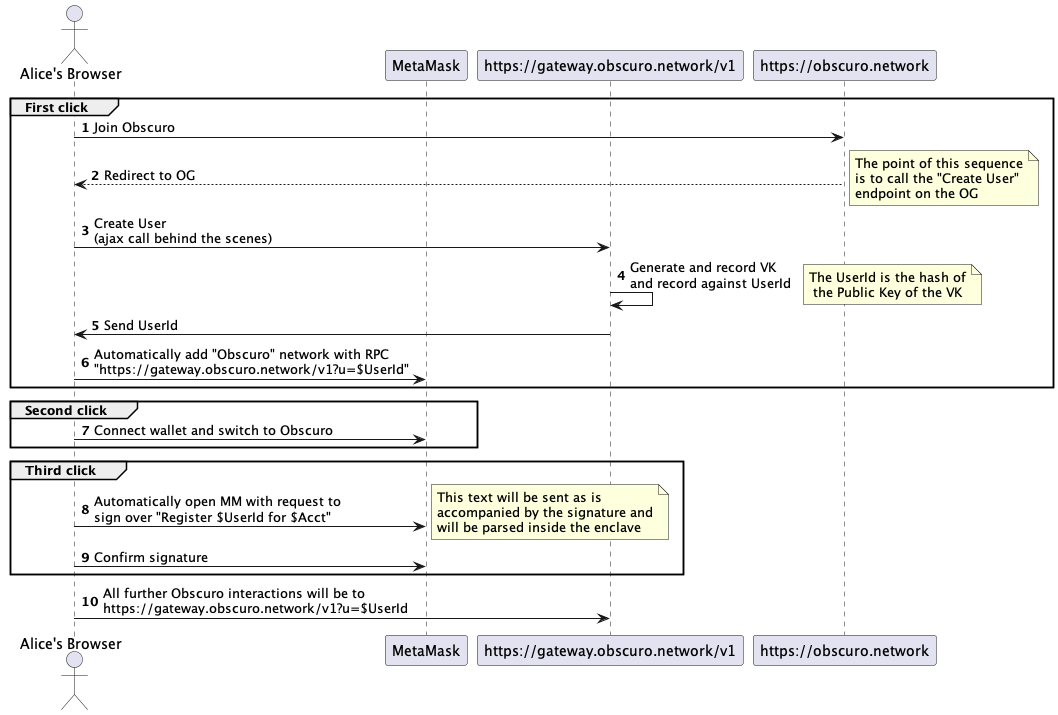 Alice's Browser
MetaMask
https://gateway.obscuro.network/v1
https://obscuro.network
First click
1 Join Obscuro
The point of this sequence
is to call the "Create User"
endpoint on the OG
2 Redirect to OG
3 Create User
(ajax call behind the scenes)
4 Generate and record VK
and record against UserId
The UserId is the hash of
the Public Key of the VK
5 Send UserId
6 Automatically add "Obscuro" network with RPC
"https://gateway.obscuro.network/v1?u=$UserId"
Second click
7 Connect wallet and switch to Obscuro
Third click
8 Automatically open MM with request to
sign over "Register $UserId for $Acct"
This text will be sent as is
accompanied by the signature and
will be parsed inside the enclave
9 Confirm signature
10 All further Obscuro interactions will be to
https://gateway.obscuro.network/v1?u=$UserId
Alice's Browser
MetaMask
https://gateway.obscuro.network/v1
https://obscuro.network